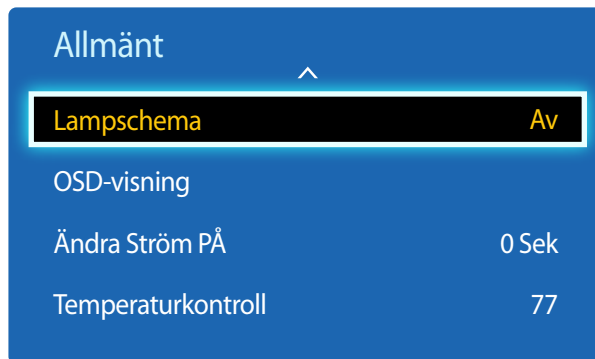 Allmänt
Lampschema Av
OSD-visning
Ändra Ström PÅ 0 Sek
Temperaturkontroll 77